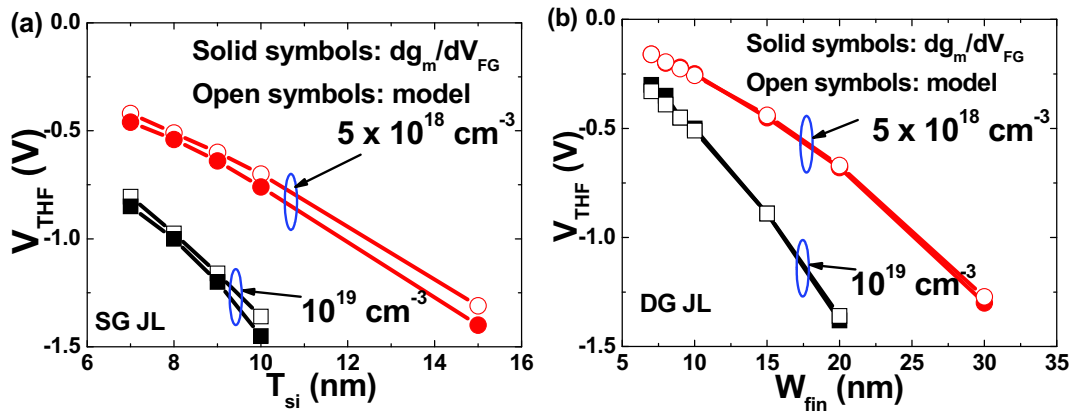 (a)
0.0
-0.5
-1.0
-1.5
V_THF (V)
Solid symbols: dg_m/dV_FG
Open symbols: model
5 x 10^18 cm^-3
10^19 cm^-3
SG JL
6 8 10 12 14 16
T_si (nm)
(b)
0.0
-0.5
-1.0
-1.5
V_THF (V)
Solid symbols: dg_m/dV_FG
Open symbols: model
5 x 10^18 cm^-3
10^19 cm^-3
DG JL
5 10 15 20 25 30 35
W_fin (nm)